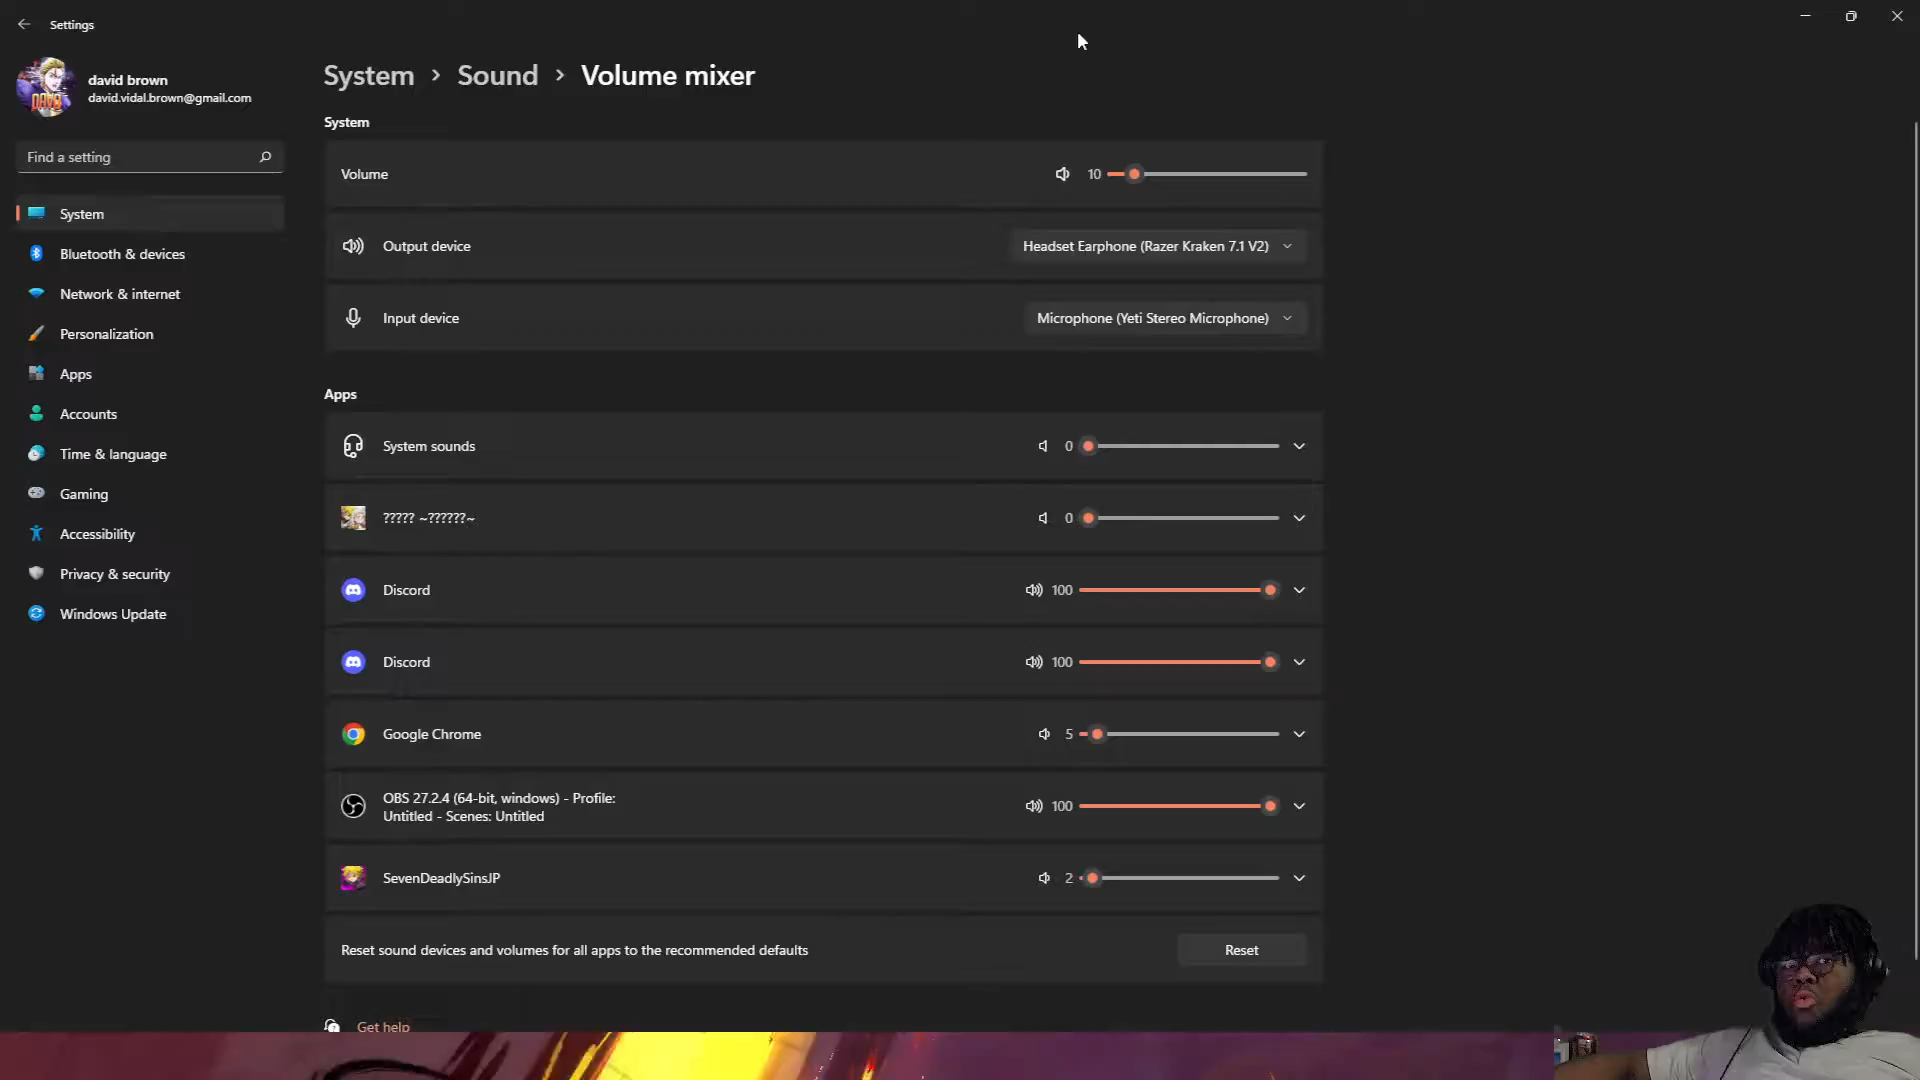 Settings
david brown
david.vidal.brown@gmail.com
System > Sound > Volume mixer
Find a setting
System
Bluetooth & devices
Network & internet
Personalization
Apps
Accounts
Time & language
Gaming
Accessibility
Privacy & security
Windows Update
System
Volume 10
Output device Headset Earphone (Razer Kraken 7.1 V2)
Input device Microphone (Yeti Stereo Microphone)
Apps
System sounds 0
????? ~??????~ 0
Discord 100
Discord 100
Google Chrome 5
OBS 27.2.4 (64-bit, windows) - Profile:
Untitled - Scenes: Untitled 100
SevenDeadlySinsJP 2
Reset sound devices and volumes for all apps to the recommended defaults Reset
Get help